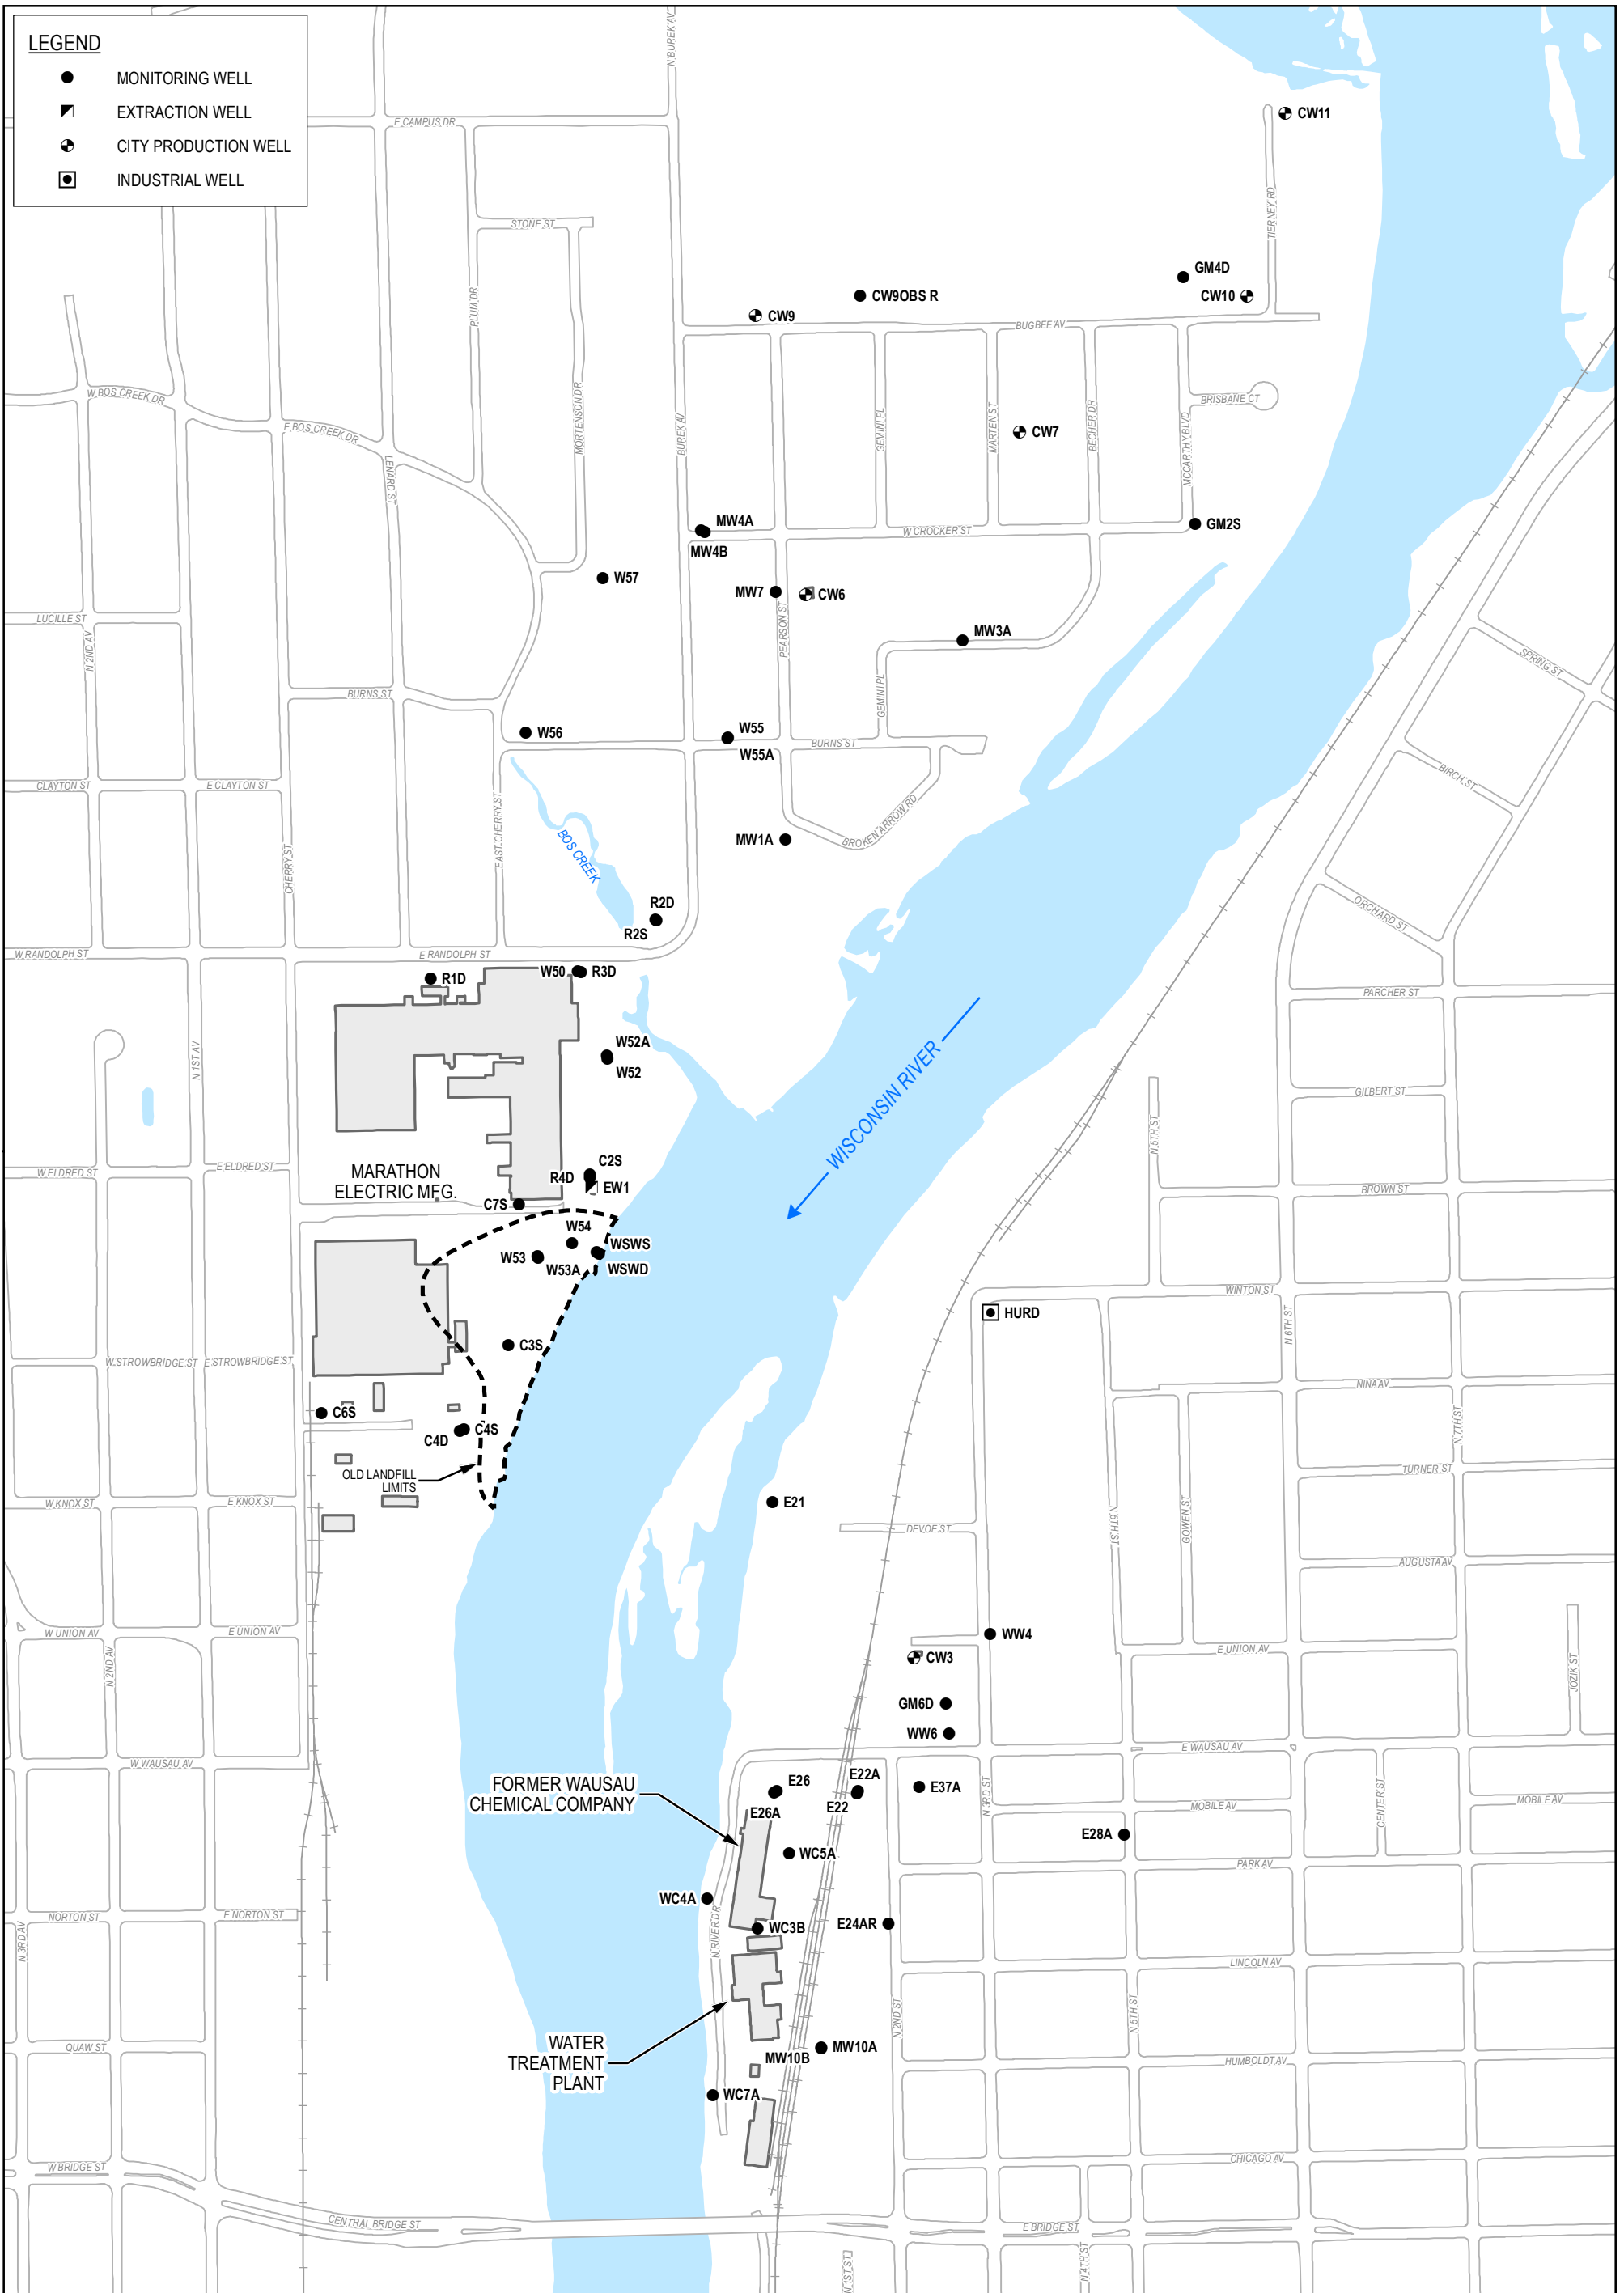 LEGEND
MONITORING WELL
EXTRACTION WELL
CITY PRODUCTION WELL
INDUSTRIAL WELL
N BUREK AV
E CAMPUS DR
CW11
STONE ST
TIERNEY RD
GM4D
CW9OBS R
CW10
CW9
PLUM DR
BUGBEE AV
W BOS CREEK DR
MORTENSON DR
BRISBANE CT
E BOS CREEK DR
BUREK AV
GEMINI PL
MARTEN ST
CW7
BECHER DR
MCCARTHY BLVD
LENARD ST
MW4A
W CROCKER ST
GM2S
MW4B
W57
MW7
CW6
LUCILLE ST
N 2ND AV
PEARSON ST
MW3A
SPRING ST
BURNS ST
GEMINI PL
W56
W55
BURNS ST
W55A
CLAYTON ST
E CLAYTON ST
BIRCH ST
EAST CHERRY ST
BOS CREEK
MW1A
BROKEN ARROW RD
CHERRY ST
R2D
R2S
ORCHARD ST
W RANDOLPH ST
E RANDOLPH ST
R1D
W50
R3D
PARCHER ST
N 1ST AV
W52A
W52
WISCONSIN RIVER
GILBERT ST
N 5TH ST
W ELDRED ST
E ELDRED ST
MARATHON
ELECTRIC MFG.
C2S
R4D
EW1
BROWN ST
C7S
W54
W53
WSWS
W53A
WSWD
WINTON ST
HURD
N 6TH ST
C3S
W STROWBRIDGE ST
E STROWBRIDGE ST
NINA AV
C6S
C4S
C4D
N 7TH ST
OLD LANDFILL
LIMITS
TURNER ST
W KNOX ST
E KNOX ST
E21
DEVOE ST
N 5TH ST
GOWEN ST
AUGUSTA AV
W UNION AV
E UNION AV
WW4
E UNION AV
N 2ND AV
CW3
JOZIK ST
GM6D
WW6
W WAUSAU AV
E WAUSAU AV
FORMER WAUSAU
CHEMICAL COMPANY
E26
E22A
E37A
E26A
E22
N 3RD ST
MOBILE AV
CENTER ST
MOBILE AV
E28A
WC5A
PARK AV
WC4A
NORTON ST
E NORTON ST
E24AR
WC3B
N 3RD AV
N RIVER DR
LINCOLN AV
N 2ND ST
N 5TH ST
WATER
TREATMENT
PLANT
QUAW ST
MW10A
MW10B
HUMBOLDT AV
WC7A
W BRIDGE ST
CHICAGO AV
CENTRAL BRIDGE ST
E BRIDGE ST
N 1ST ST
N 4TH ST